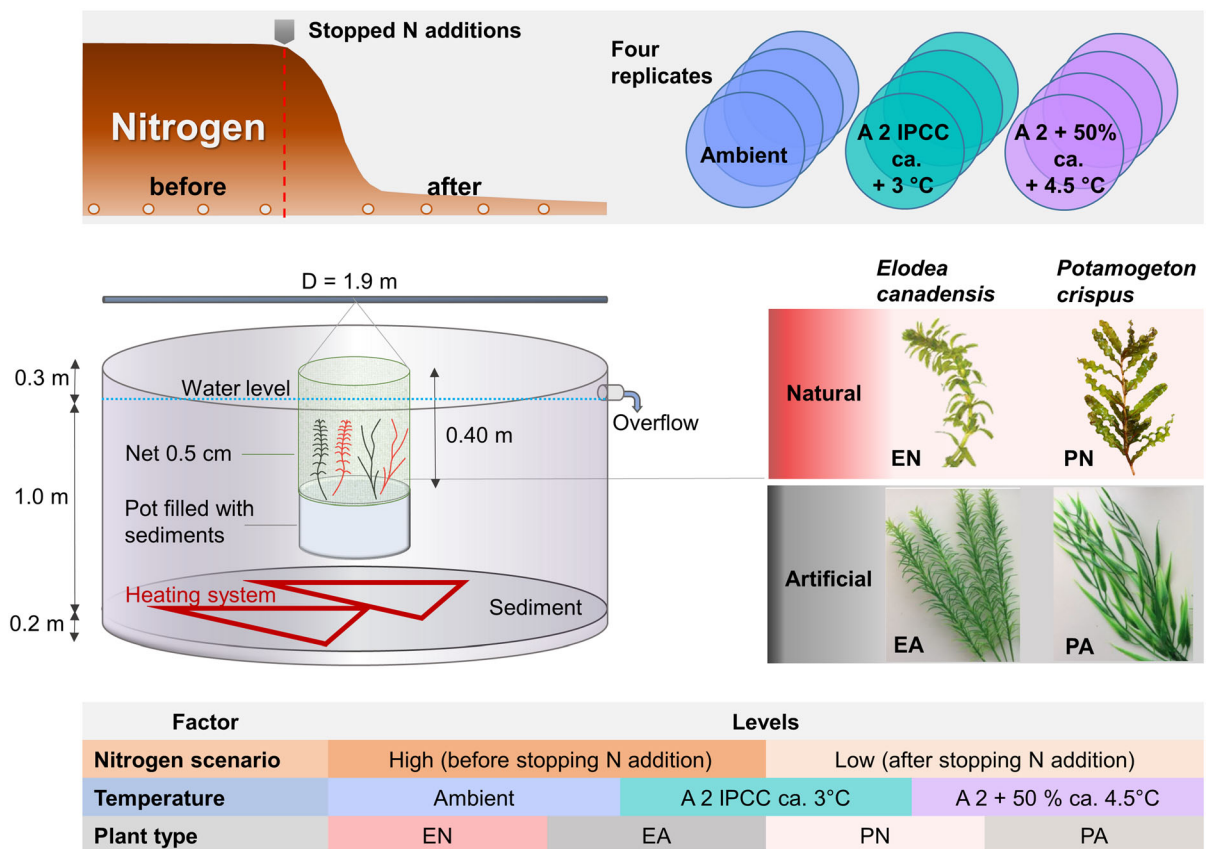 Stopped N additions
Nitrogen
before
after
Four
replicates
Ambient
A 2 IPCC
ca.
+ 3 °C
A 2 + 50%
ca.
+ 4.5 °C
D = 1.9 m
0.3 m
Water level
Overflow
0.40 m
Net 0.5 cm
1.0 m
Pot filled with
sediments
Heating system
Sediment
0.2 m
Elodea
canadensis
Potamogeton
crispus
Natural
EN
PN
Artificial
EA
PA
Factor Levels
Nitrogen scenario High (before stopping N addition) Low (after stopping N addition)
Temperature Ambient A 2 IPCC ca. 3°C A 2 + 50 % ca. 4.5°C
Plant type EN EA PN PA